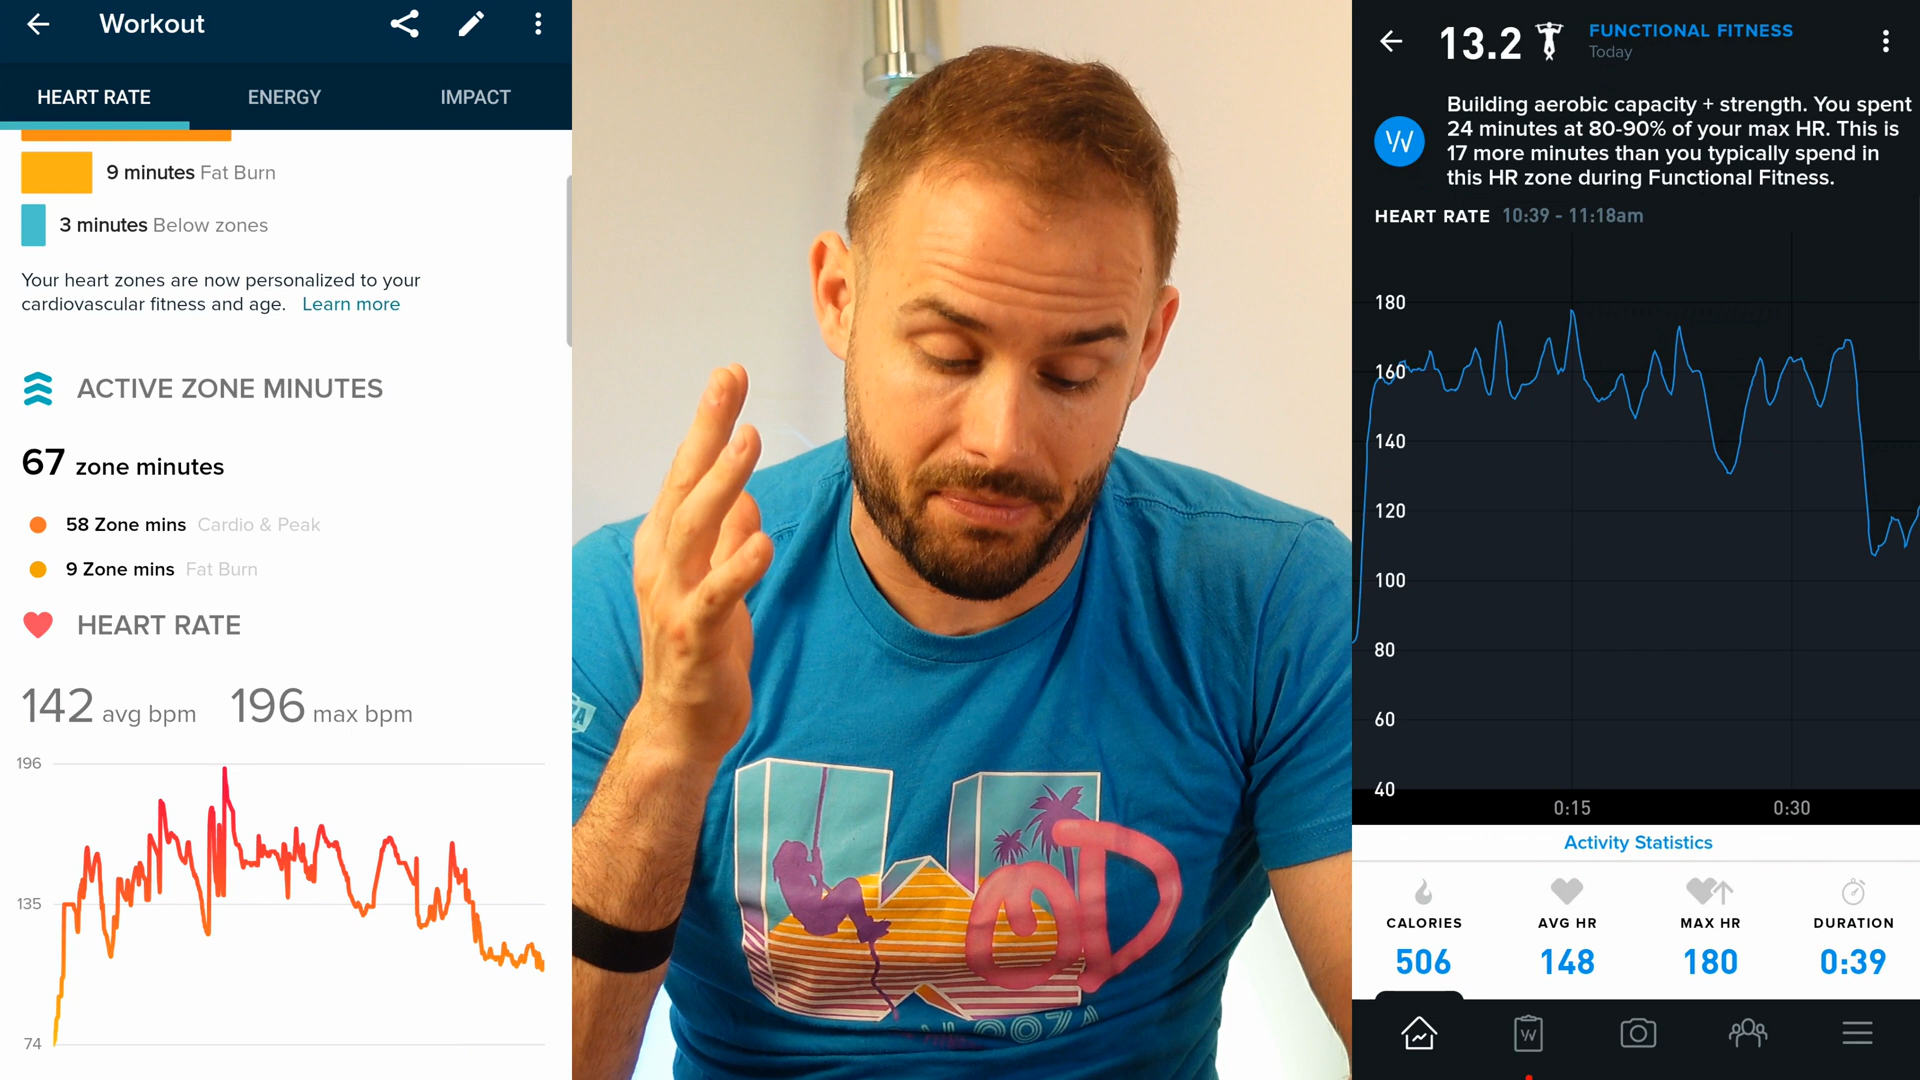 Workout
HEART RATE
ENERGY
IMPACT
9 minutes Fat Burn
3 minutes Below zones
Your heart zones are now personalized to your
cardiovascular fitness and age. Learn more
ACTIVE ZONE MINUTES
67 zone minutes
58 Zone mins Cardio & Peak
9 Zone mins Fat Burn
HEART RATE
142 avg bpm 196 max bpm
196
135
74
WOD
13.2
FUNCTIONAL FITNESS
Today
W
Building aerobic capacity + strength. You spent
24 minutes at 80-90% of your max HR. This is
17 more minutes than you typically spend in
this HR zone during Functional Fitness.
HEART RATE 10:39 - 11:18am
180
160
140
120
100
80
60
40
0:15
0:30
Activity Statistics
CALORIES
AVG HR
MAX HR
DURATION
506
148
180
0:39
W